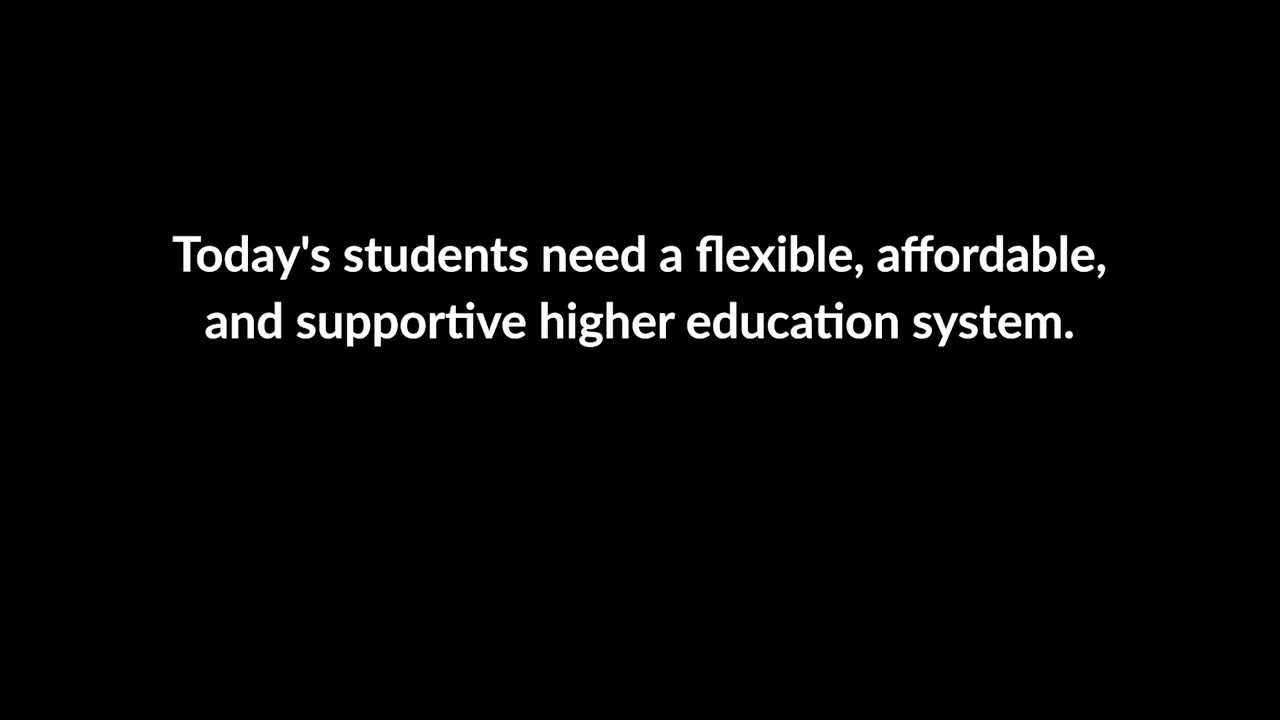 Today's students need a flexible, affordable,
and supportive higher education system.